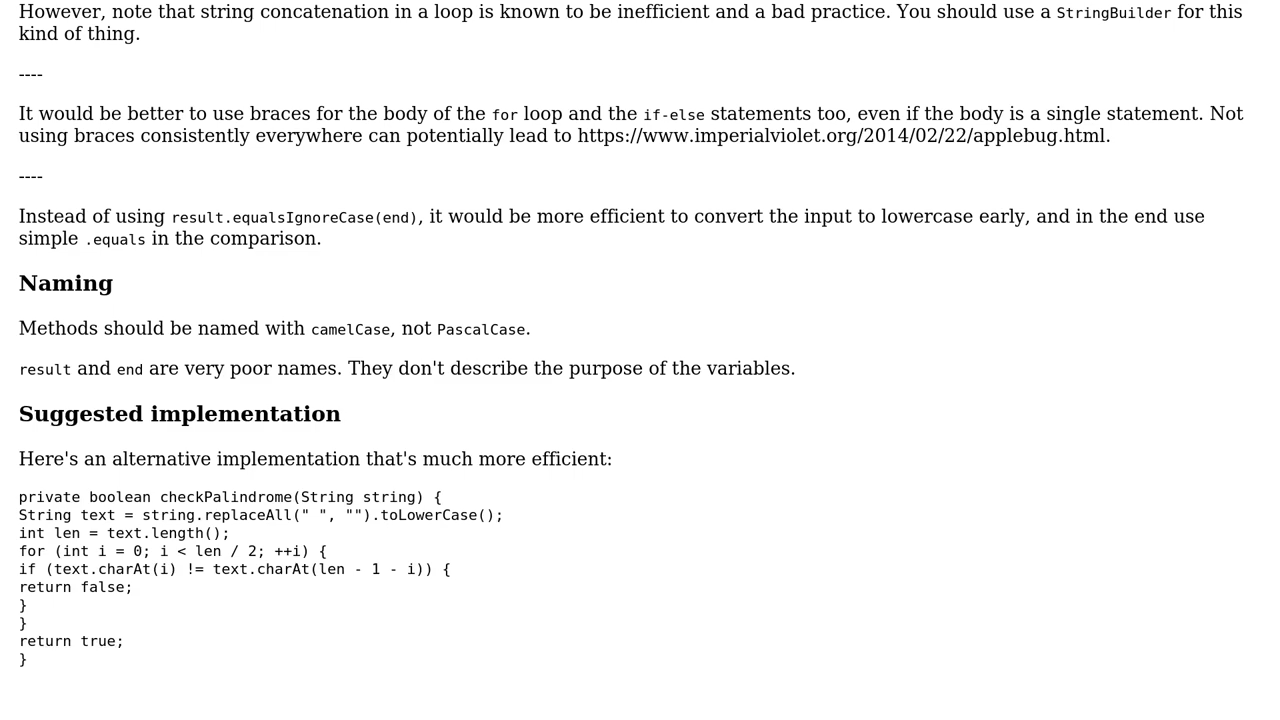 However, note that string concatenation in a loop is known to be inefficient and a bad practice. You should use a StringBuilder for this
kind of thing.
----
It would be better to use braces for the body of the for loop and the if-else statements too, even if the body is a single statement. Not
using braces consistently everywhere can potentially lead to https://www.imperialviolet.org/2014/02/22/applebug.html.
----
Instead of using result.equalsIgnoreCase(end), it would be more efficient to convert the input to lowercase early, and in the end use
simple .equals in the comparison.
Naming
Methods should be named with camelCase, not PascalCase.
result and end are very poor names. They don't describe the purpose of the variables.
Suggested implementation
Here's an alternative implementation that's much more efficient:
private boolean checkPalindrome(String string) {
String text = string.replaceAll(" ", "").toLowerCase();
int len = text.length();
for (int i = 0; i < len / 2; ++i) {
if (text.charAt(i) != text.charAt(len - 1 - i)) {
return false;
}
}
return true;
}